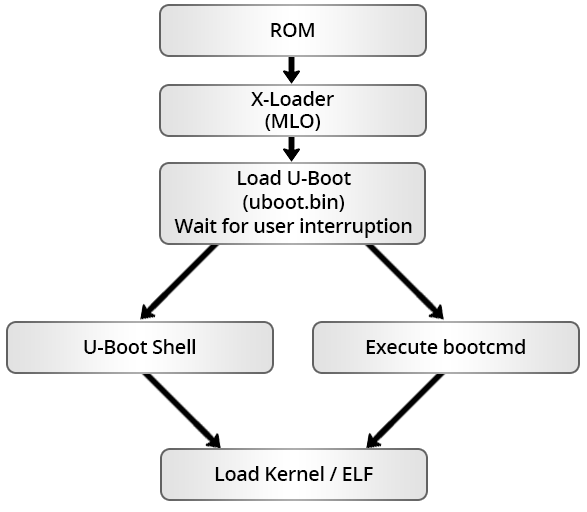 ROM
X-Loader
(MLO)
Load U-Boot
(uboot.bin)
Wait for user interruption
U-Boot Shell
Execute bootcmd
Load Kernel / ELF